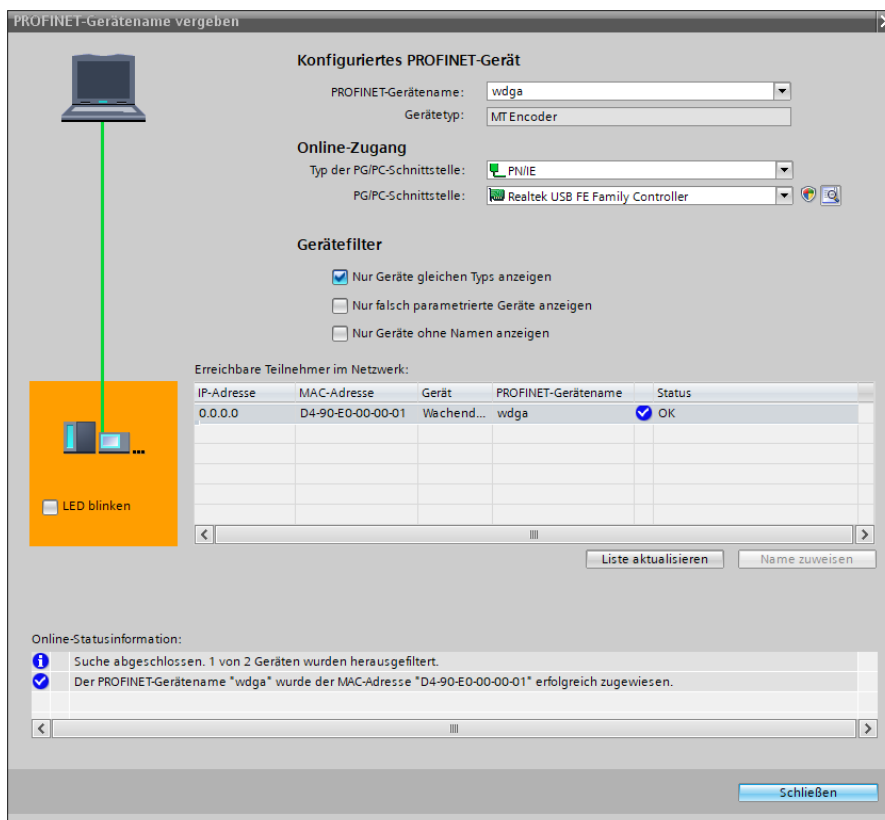 PROFINET-Gerätename vergeben
Konfiguriertes PROFINET-Gerät
PROFINET-Gerätename: wdga
Gerätetyp: MT Encoder
Online-Zugang
Typ der PG/PC-Schnittstelle: PN/IE
PG/PC-Schnittstelle: Realtek USB FE Family Controller
Gerätefilter
Nur Geräte gleichen Typs anzeigen
Nur falsch parametrierte Geräte anzeigen
Nur Geräte ohne Namen anzeigen
Erreichbare Teilnehmer im Netzwerk:
IP-Adresse MAC-Adresse Gerät PROFINET-Gerätename Status
0.0.0.0 D4-90-E0-00-00-01 Wachend... wdga OK
LED blinken
Liste aktualisieren Name zuweisen
Online-Statusinformation:
Suche abgeschlossen. 1 von 2 Geräten wurden herausgefiltert.
Der PROFINET-Gerätename "wdga" wurde der MAC-Adresse "D4-90-E0-00-00-01" erfolgreich zugewiesen.
Schließen